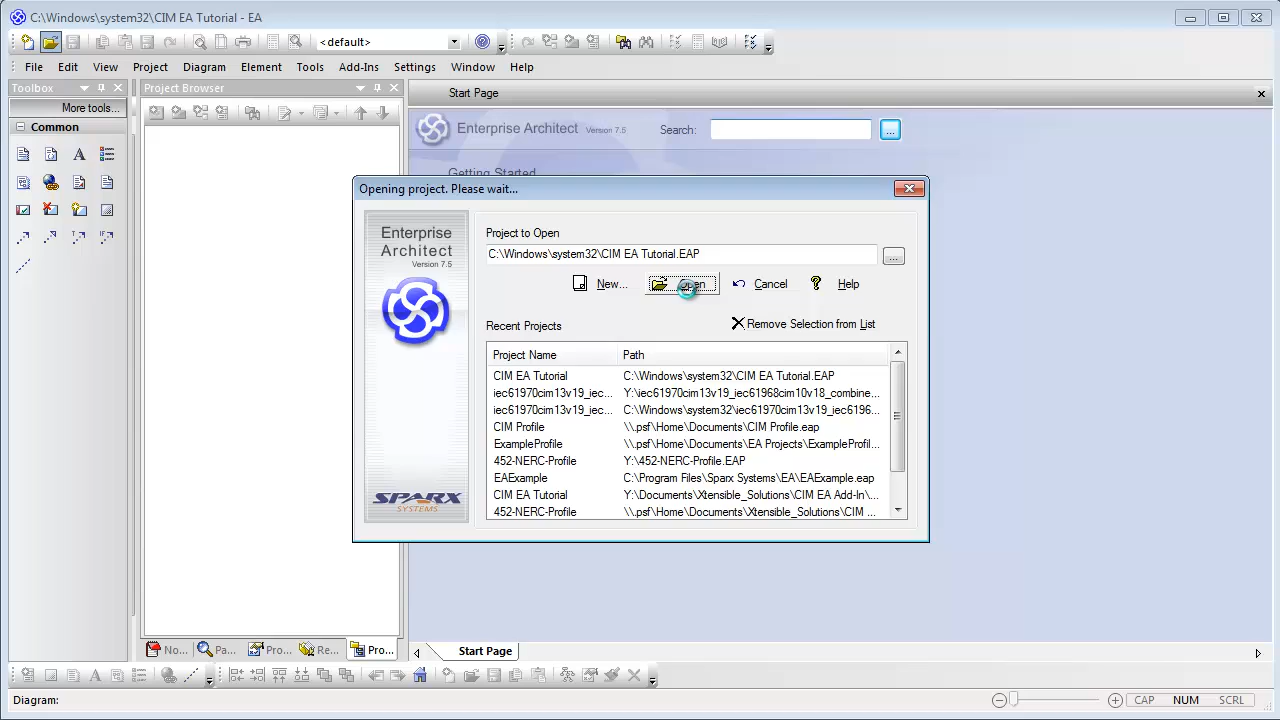 C:\Windows\system32\CIM EA Tutorial - EA
<default>
File Edit View Project Diagram Element Tools Add-Ins Settings Window Help
Toolbox
Project Browser
Start Page
More tools...
Common
Enterprise Architect Version 7.5
Search:
...
Getting Started
Opening project. Please wait...
Enterprise
Architect
Version 7.5
SPARX
SYSTEMS
Project to Open
C:\Windows\system32\CIM EA Tutorial.EAP
...
New...
Cancel
Help
Recent Projects
Remove Selection from List
Project Name Path
CIM EA Tutorial C:\Windows\system32\CIM EA Tutorial.EAP
iec61970cim13v19_iec... Y:\iec61970cim13v19_iec61968cim10v18_combine...
iec61970cim13v19_iec... C:\Windows\system32\iec61970cim13v19_iec6196...
CIM Profile \\.psf\Home\Documents\CIM Profile.eap
ExampleProfile \\.psf\Home\Documents\EA Projects\ExampleProfil...
452-NERC-Profile Y:\452-NERC-Profile.EAP
EAExample C:\Program Files\Sparx Systems\EA\EAExample.eap
CIM EA Tutorial Y:\Documents\Xtensible_Solutions\CIM EA Add-In\...
452-NERC-Profile \\.psf\Home\Documents\Xtensible_Solutions\CIM ...
No... Pa... Pro... Re... Pro...
Start Page
Diagram:
CAP NUM SCRL